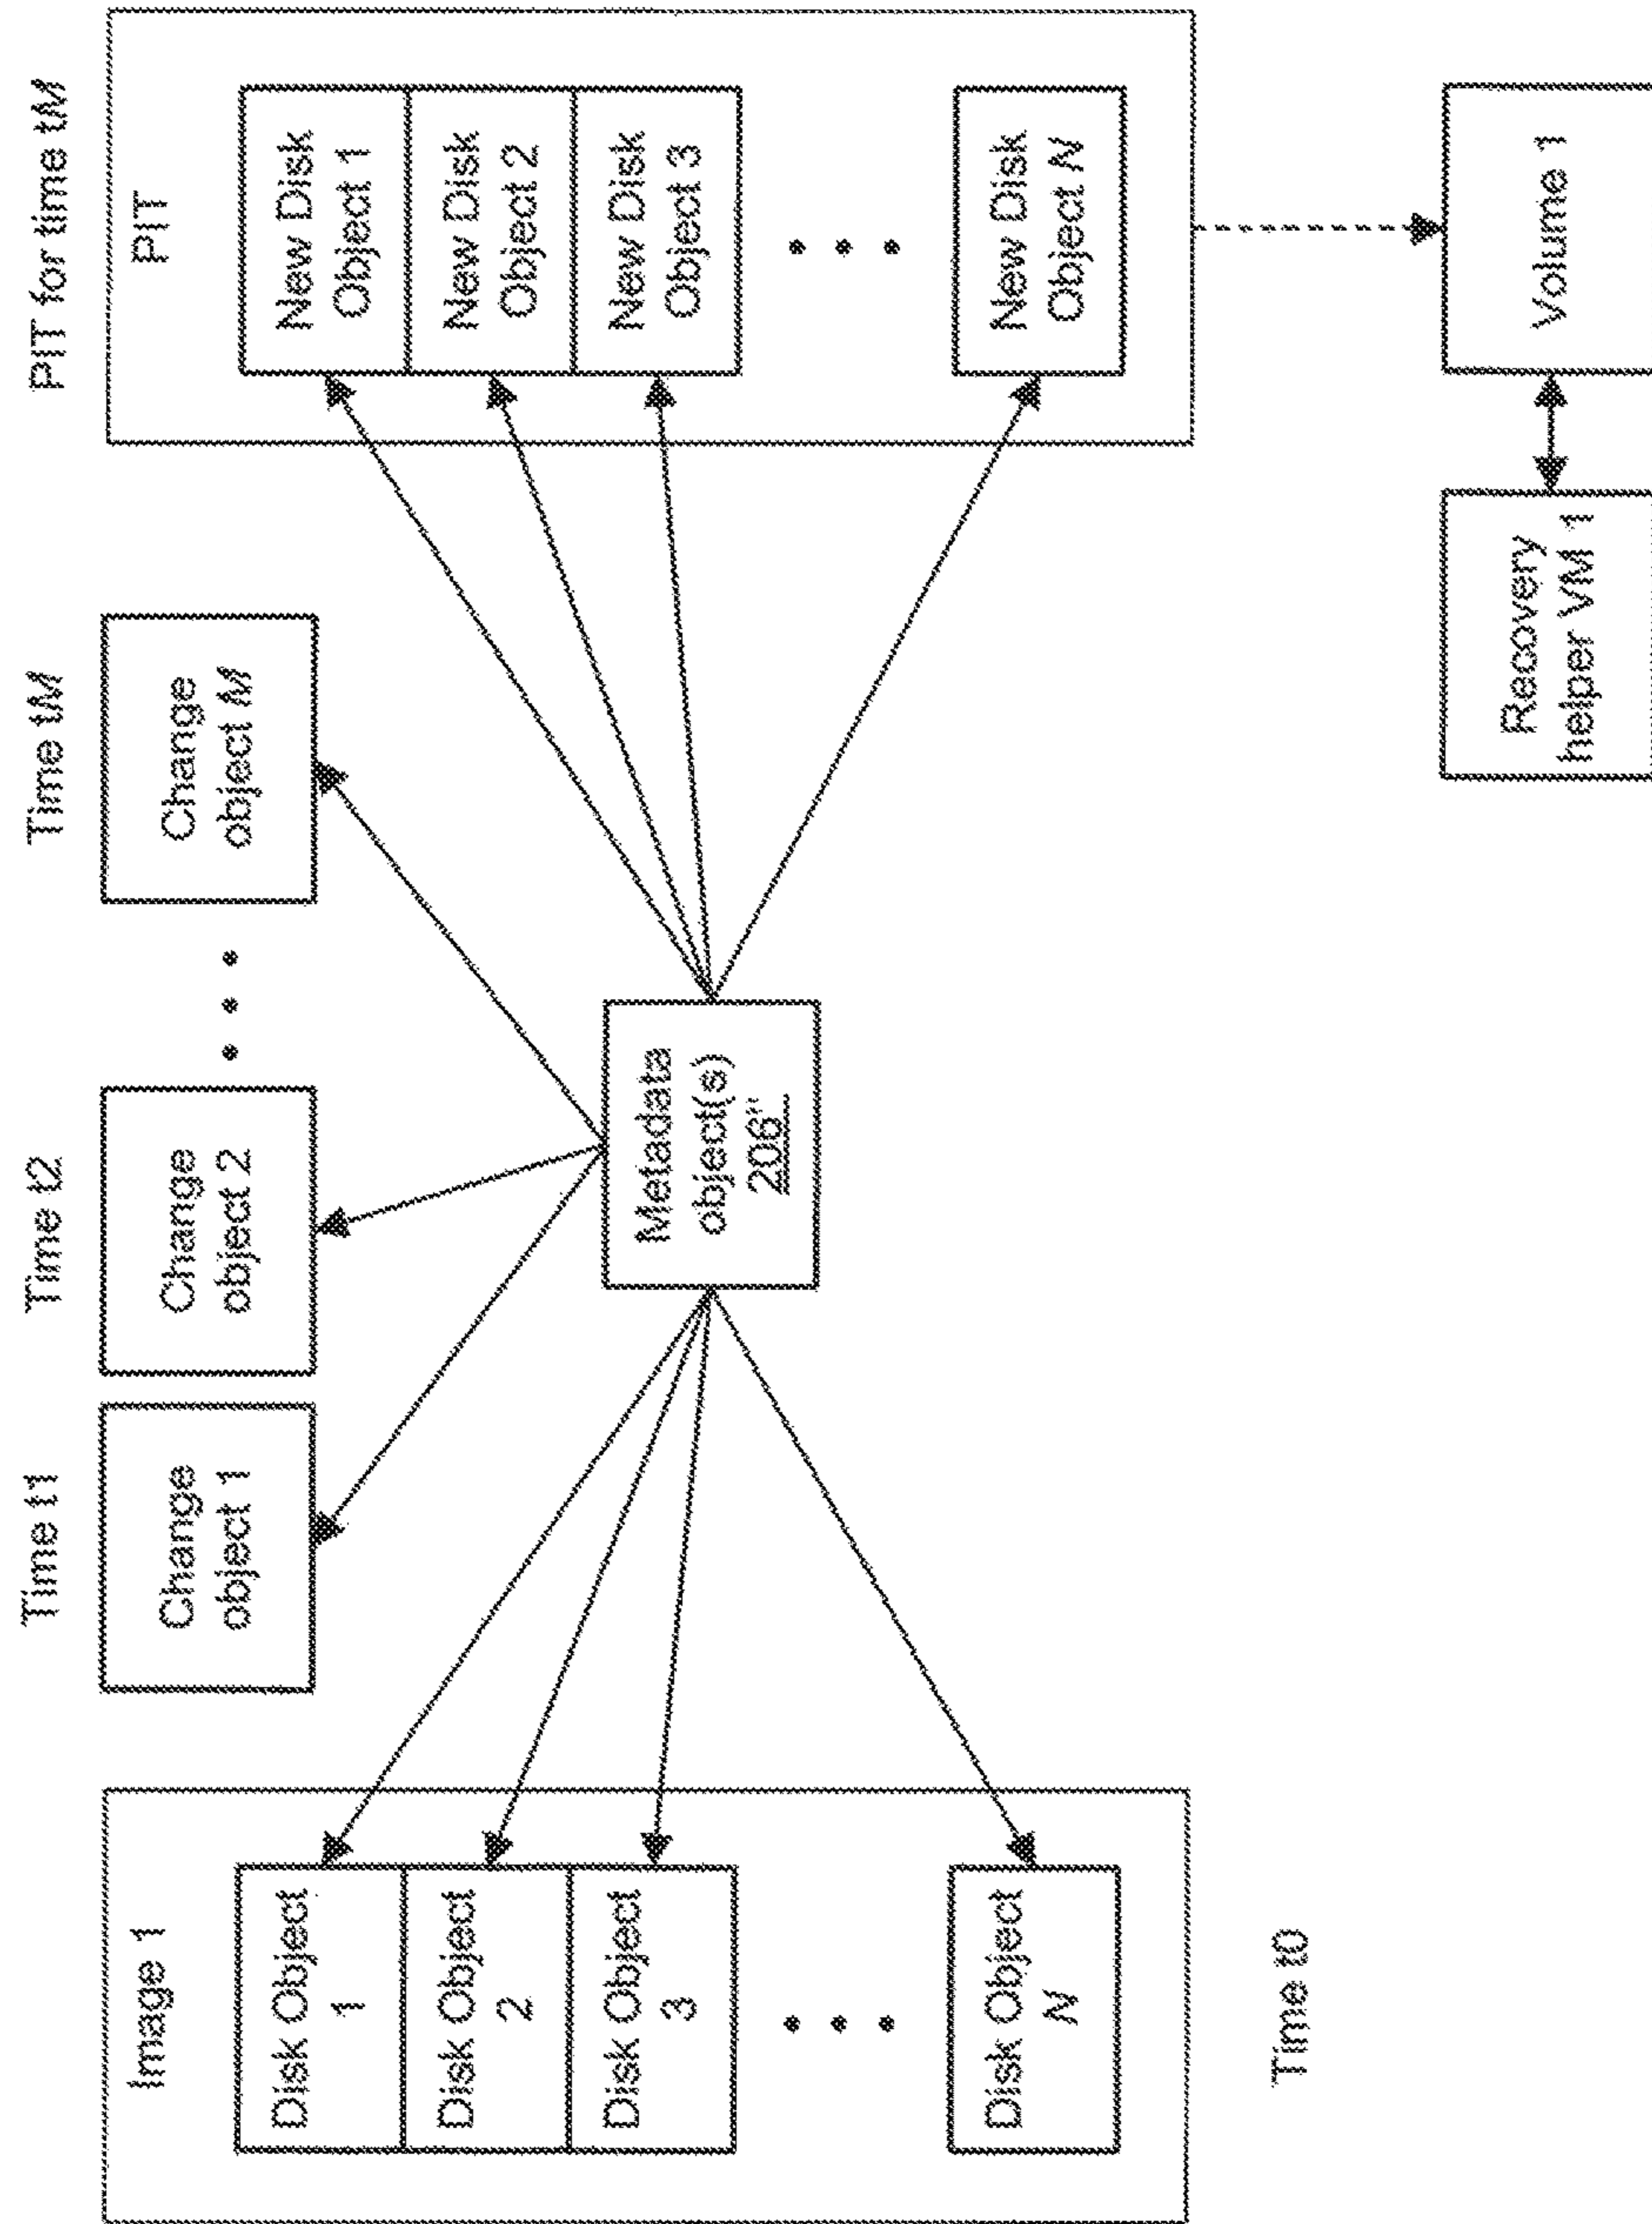 Time t1
Time t2
Time tM
PIT for time tM
Image 1
Disk Object
1
Disk Object
2
Disk Object
3
Disk Object
N
Time t0
Change
object 1
Change
object 2
Change
object M
Metadata
object(s)
206"
PIT
New Disk
Object 1
New Disk
Object 2
New Disk
Object 3
New Disk
Object N
Recovery
helper VM 1
Volume 1